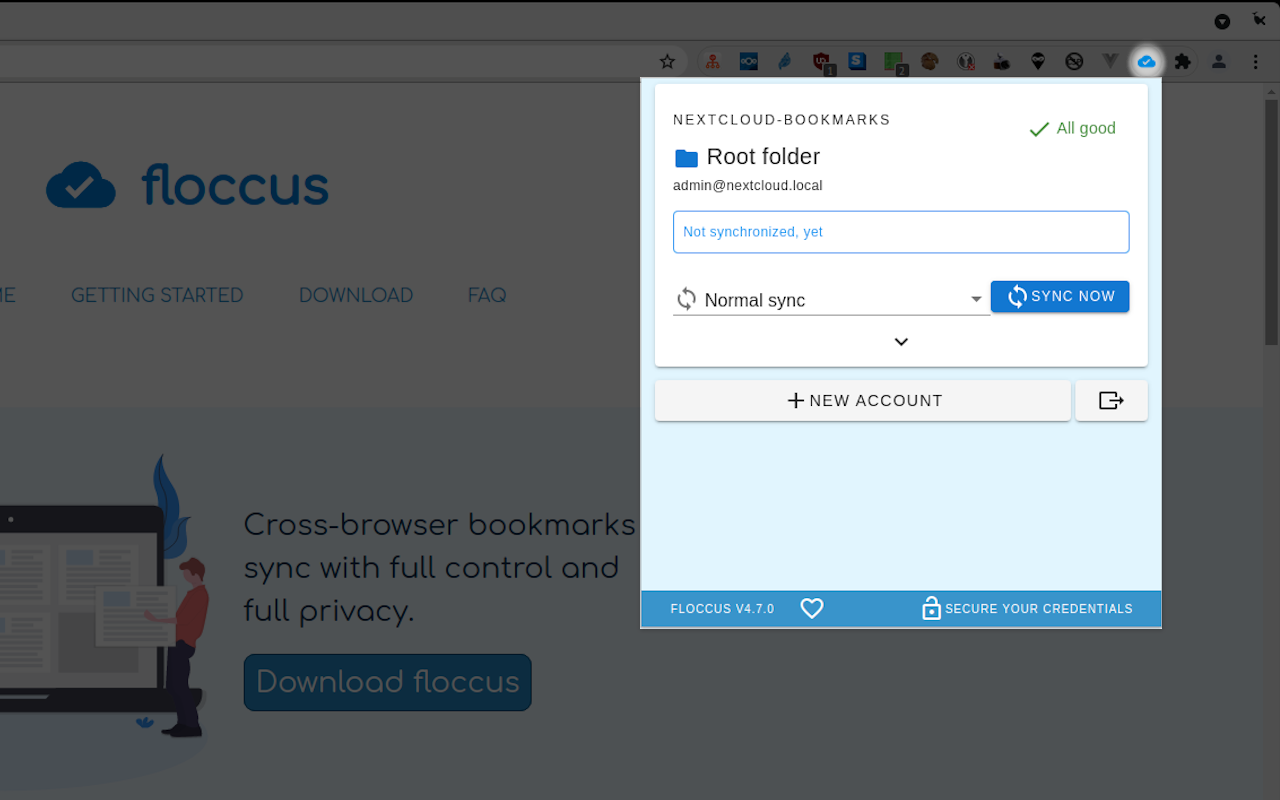 1
S
2
NEXTCLOUD-BOOKMARKS
All good
Root folder
admin@nextcloud.local
Not synchronized, yet
Normal sync
SYNC NOW
NEW ACCOUNT
FLOCCUS V4.7.0
SECURE YOUR CREDENTIALS
floccus
ME
GETTING STARTED
DOWNLOAD
FAQ
Cross-browser bookmarks
sync with full control and
full privacy.
Download floccus